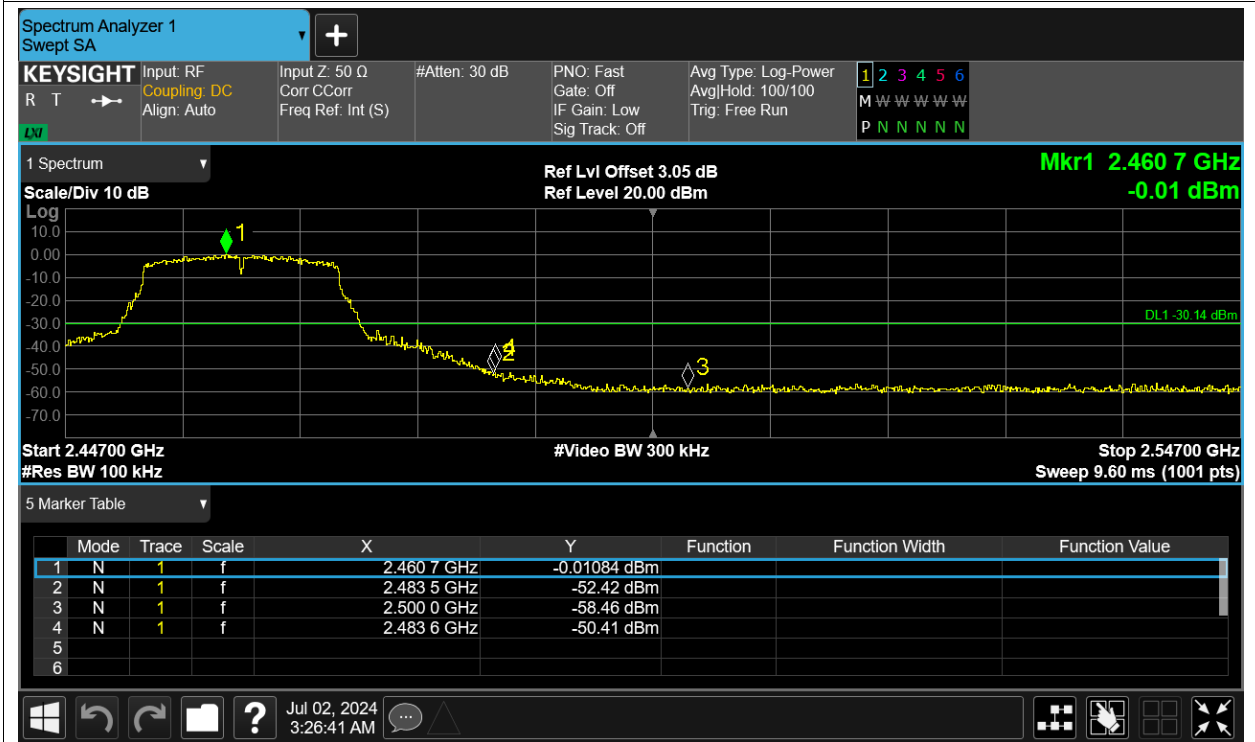 Spectrum Analyzer 1
Swept SA
+
KEYSIGHT
R T
LXI
Input: RF
Coupling: DC
Align: Auto
Input Z: 50 Ω
Corr CCorr
Freq Ref: Int (S)
#Atten: 30 dB
PNO: Fast
Gate: Off
IF Gain: Low
Sig Track: Off
Avg Type: Log-Power
Avg|Hold: 100/100
Trig: Free Run
1 2 3 4 5 6
M W W W W W
P N N N N N
1 Spectrum
Scale/Div 10 dB
Ref Lvl Offset 3.05 dB
Ref Level 20.00 dBm
Mkr1 2.460 7 GHz
-0.01 dBm
Log
10.0
0.00
-10.0
-20.0
-30.0
-40.0
-50.0
-60.0
-70.0
1
4
2
3
DL1 -30.14 dBm
Start 2.44700 GHz
#Video BW 300 kHz
Stop 2.54700 GHz
#Res BW 100 kHz
Sweep 9.60 ms (1001 pts)
5 Marker Table
Mode Trace Scale X Y Function Function Width Function Value
1 N 1 f 2.460 7 GHz -0.01084 dBm
2 N 1 f 2.483 5 GHz -52.42 dBm
3 N 1 f 2.500 0 GHz -58.46 dBm
4 N 1 f 2.483 6 GHz -50.41 dBm
5
6
?
Jul 02, 2024
3:26:41 AM